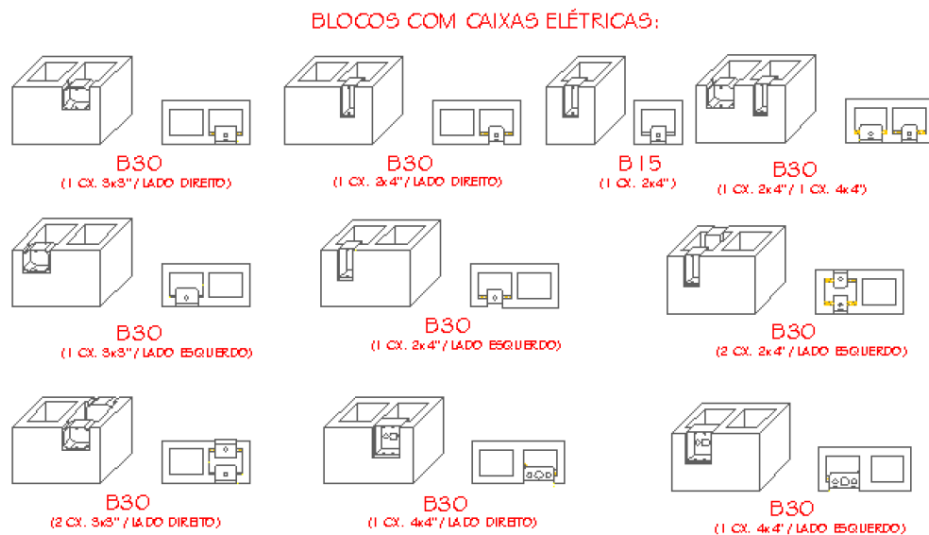 BLOCOS COM CAIXAS ELÉTRICAS:
B30
(1 CX. 3x3"/LADO DIREITO)
B30
(1 CX. 2x4"/LADO DIREITO)
B15
(1 CX. 2x4")
B30
(1 CX. 2x4"/ 1 CX. 4x4")
B30
(1 CX. 3x3"/LADO ESQUERDO)
B30
(1 CX. 2x4"/LADO ESQUERDO)
B30
(2 CX. 2x4"/LADO ESQUERDO)
B30
(2 CX. 3x3"/LADO DIREITO)
B30
(1 CX. 4x4"/LADO DIREITO)
B30
(1 CX. 4x4"/LADO ESQUERDO)